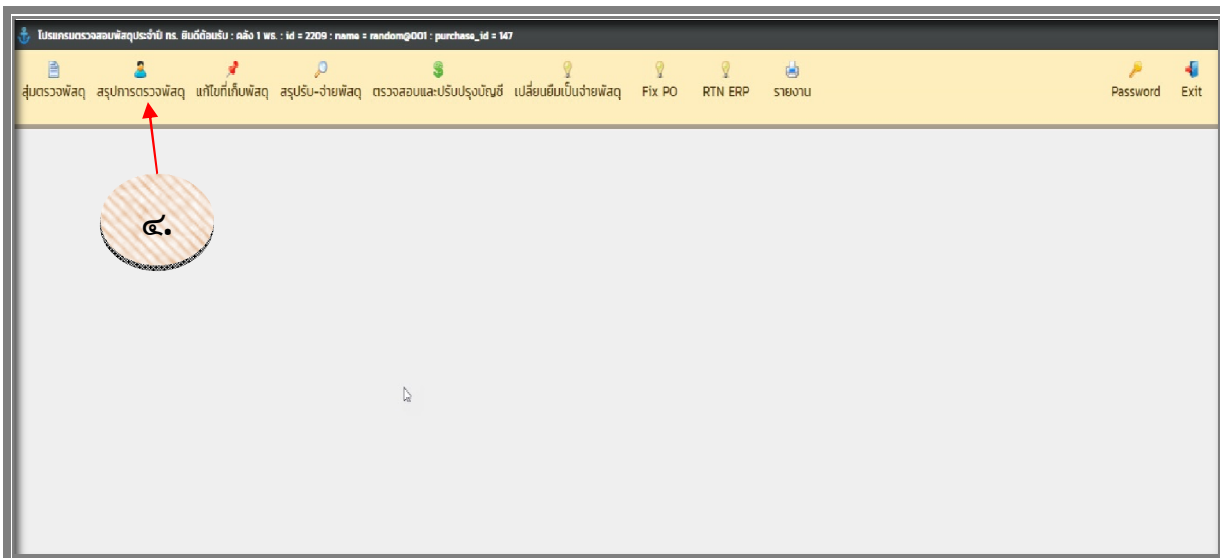 โปรแกรมตรวจสอบพัสดุประจำปี ทร. ยินดีต้อนรับ : คลัง 1 พธ. : id = 2209 : name = random@001 : purchase_id = 147
สุ่มตรวจพัสดุ สรุปการตรวจพัสดุ แก้ไขที่เก็บพัสดุ สรุปรับ-จ่ายพัสดุ ตรวจสอบและปรับปรุงบัญชี เปลี่ยนยืมเป็นจ่ายพัสดุ Fix PO RTN ERP รายงาน Password Exit
๔.